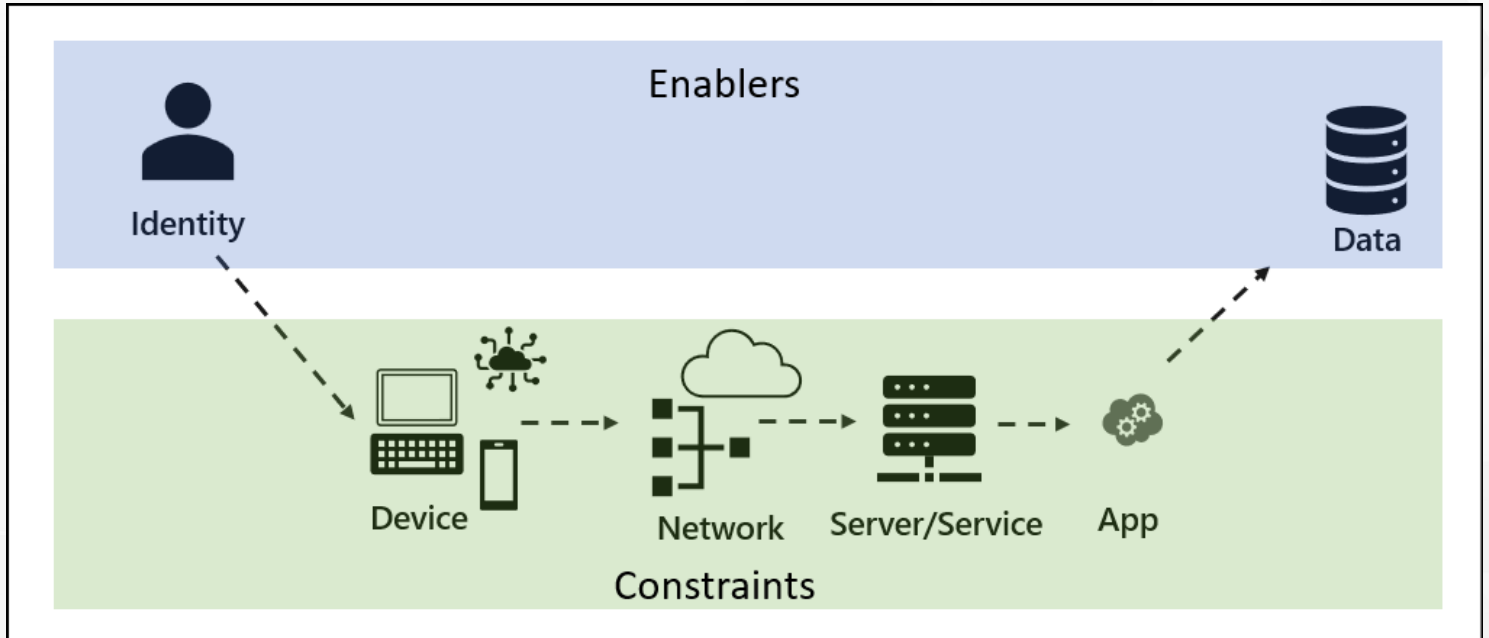 Enablers
Identity
Data
Device
Network
Server/Service
App
Constraints